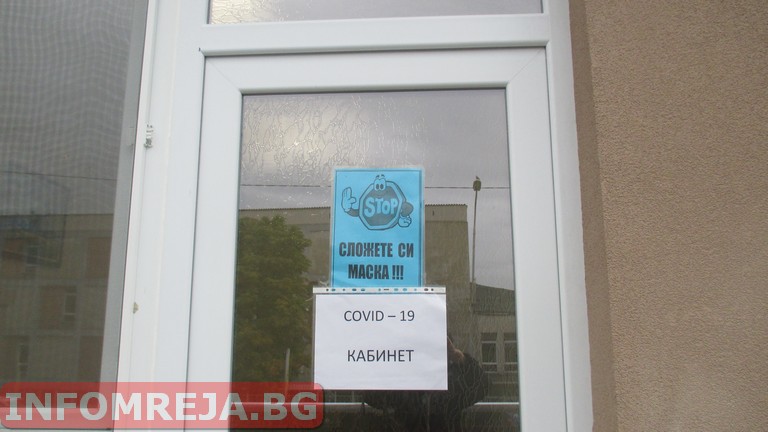 STOP
СЛОЖЕТЕ СИ
МАСКА !!!
COVID – 19
КАБИНЕТ
INFOMREJA.BG